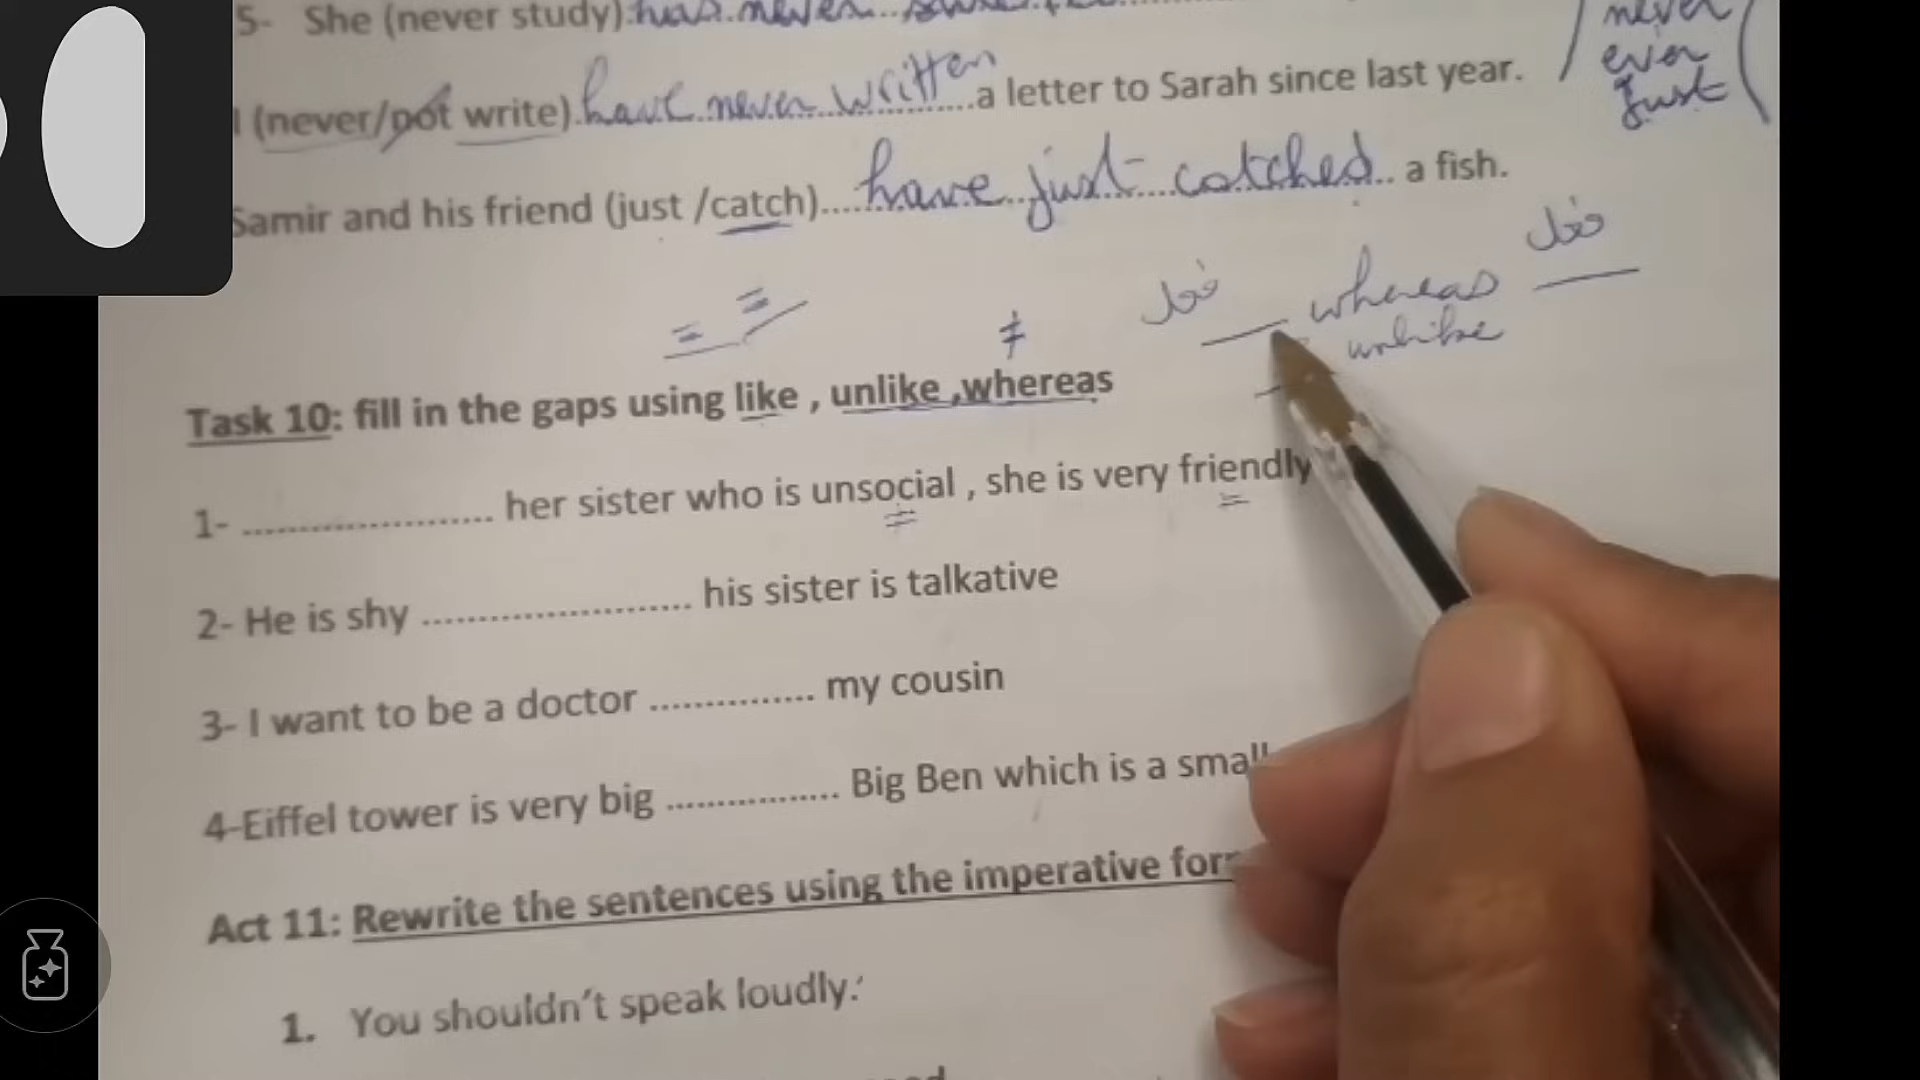 5- She (never study) has never
never
ever
Just
I (never/not write) have never written a letter to Sarah since last year.
Samir and his friend (just /catch).... have just catched .. a fish.
فعل whereas فعل
unlike
= =
≠
Task 10: fill in the gaps using like , unlike ,whereas
1- ...................... her sister who is unsocial , she is very friendly
2- He is shy ........................ his sister is talkative
3- I want to be a doctor ............... my cousin
4-Eiffel tower is very big ................ Big Ben which is a small
Act 11: Rewrite the sentences using the imperative for
1. You shouldn't speak loudly.